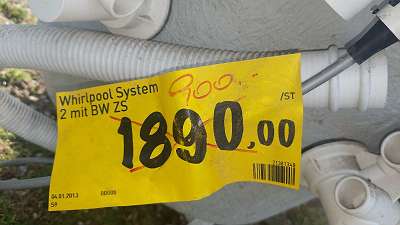 Whirlpool System
2 mit BW ZS
900.-
/ST
1890,00
04.01.2013